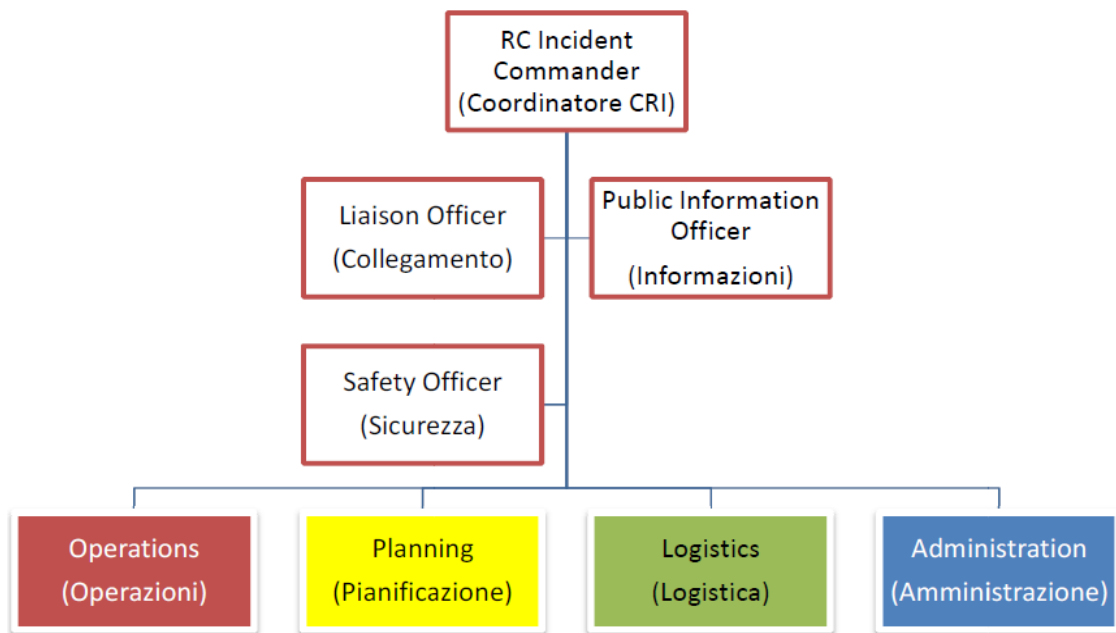 RC Incident
Commander
(Coordinatore CRI)
Liaison Officer
(Collegamento)
Public Information
Officer
(Informazioni)
Safety Officer
(Sicurezza)
Operations
(Operazioni)
Planning
(Pianificazione)
Logistics
(Logistica)
Administration
(Amministrazione)